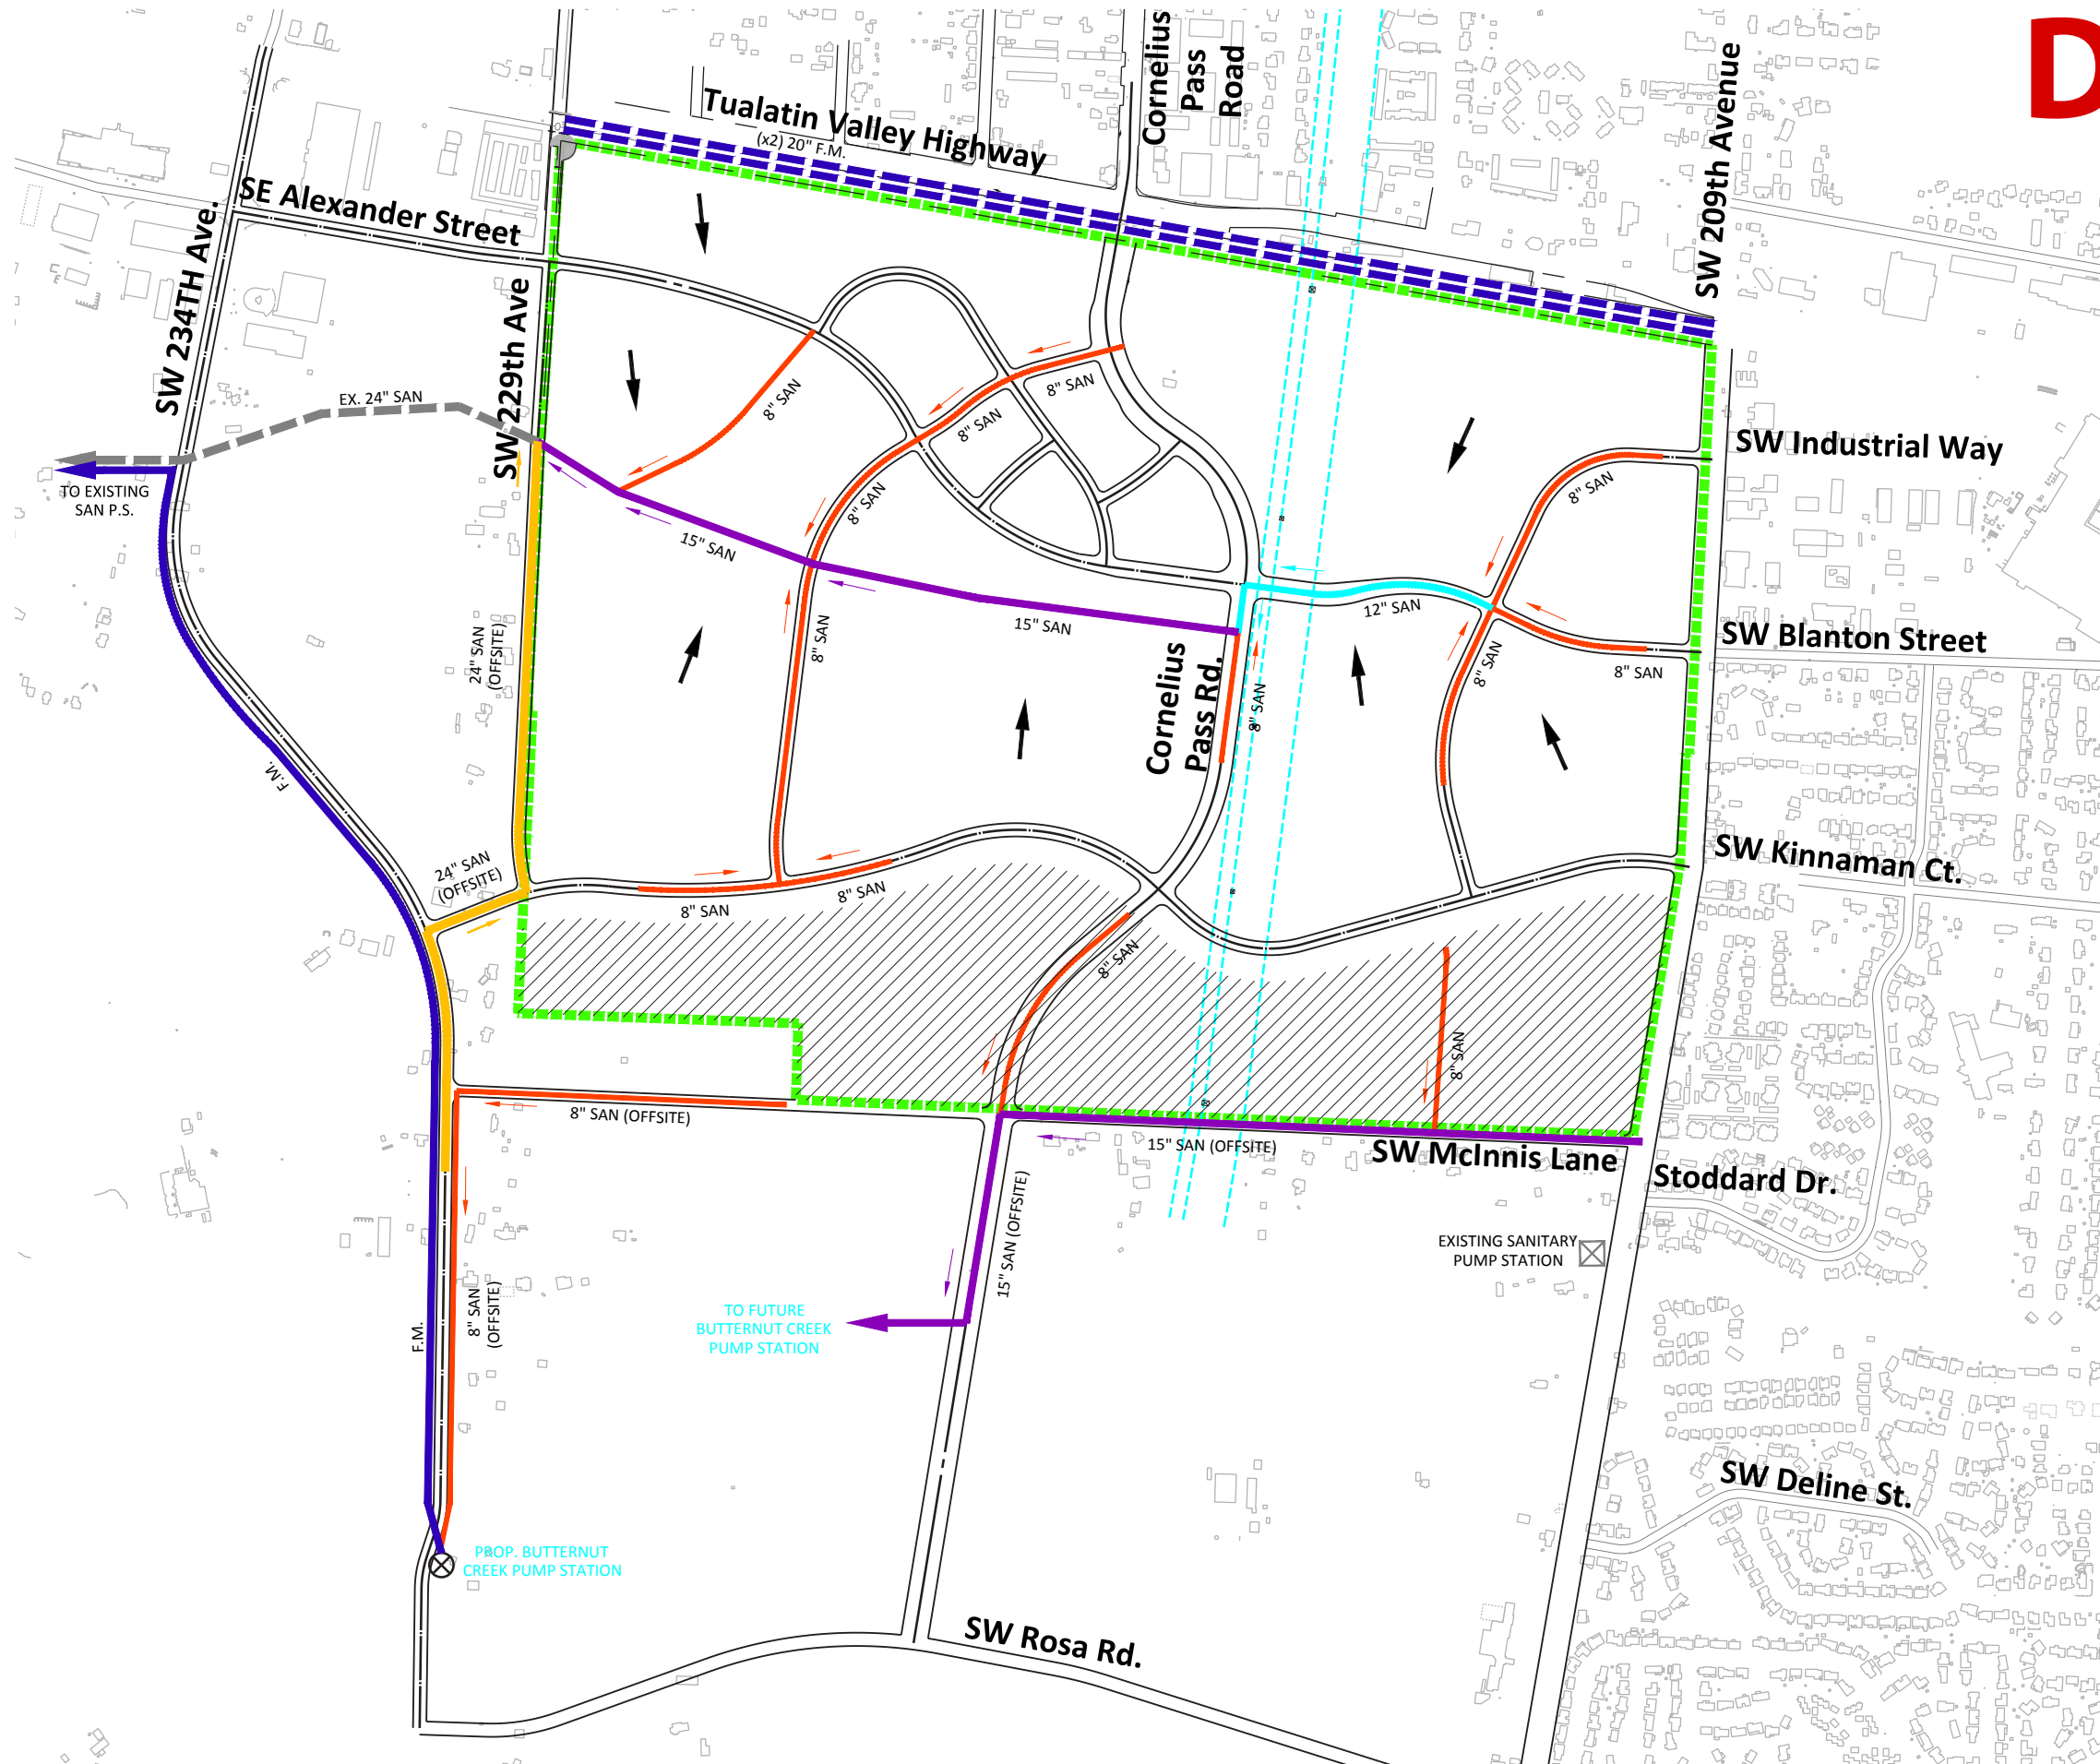 D
Cornelius
Pass
Road
Tualatin Valley Highway
(x2) 20" F.M.
SW 209th Avenue
SE Alexander Street
SW 234TH Ave.
SW 229th Ave
EX. 24" SAN
TO EXISTING
SAN P.S.
8" SAN
8" SAN
8" SAN
8" SAN
15" SAN
8" SAN
15" SAN
12" SAN
8" SAN
SW Industrial Way
SW Blanton Street
8" SAN
8" SAN
24" SAN
(OFFSITE)
Cornelius
Pass Rd.
8" SAN
F.M.
24" SAN
(OFFSITE)
8" SAN
8" SAN
SW Kinnaman Ct.
8" SAN
8" SAN
8" SAN (OFFSITE)
15" SAN (OFFSITE)
SW McInnis Lane
Stoddard Dr.
15" SAN (OFFSITE)
EXISTING SANITARY
PUMP STATION
8" SAN
(OFFSITE)
F.M.
TO FUTURE
BUTTERNUT CREEK
PUMP STATION
SW Deline St.
PROP. BUTTERNUT
CREEK PUMP STATION
SW Rosa Rd.